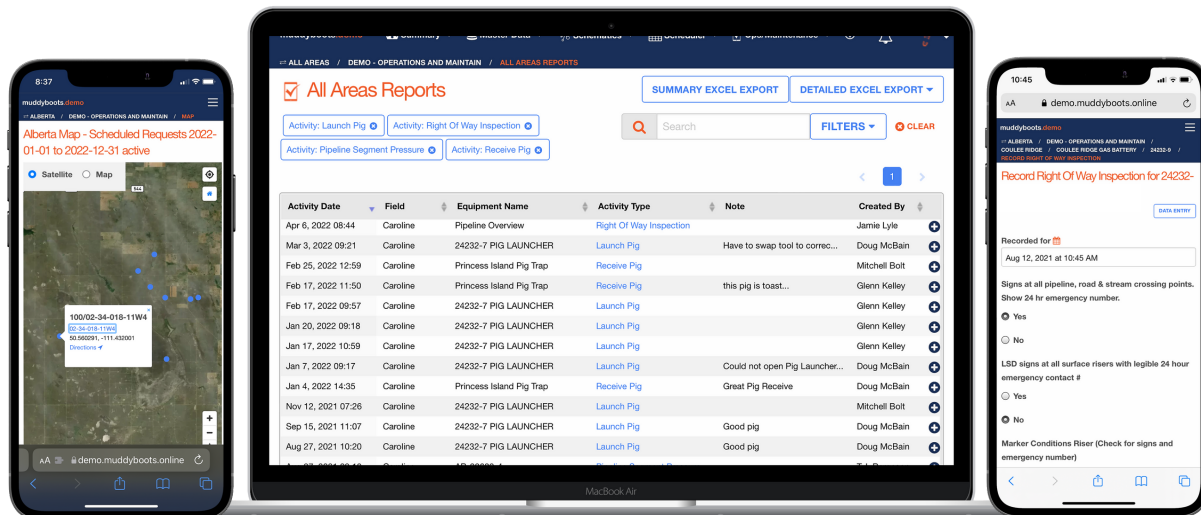 8:37
muddyboots.demo
ALBERTA / DEMO - OPERATIONS AND MAINTAIN / MAP
Alberta Map - Scheduled Requests 2022-
01-01 to 2022-12-31 active
Satellite Map
544
100/02-34-018-11W4
02-34-018-11W4
50.560291, -111.432001
Directions
+
−
AA demo.muddyboots.online
muddyboots.demo Summary Master Data Schematics Scheduler Ops/Maintenance
ALL AREAS / DEMO - OPERATIONS AND MAINTAIN / ALL AREAS REPORTS
All Areas Reports
SUMMARY EXCEL EXPORT DETAILED EXCEL EXPORT
Activity: Launch Pig Activity: Right Of Way Inspection
Search FILTERS CLEAR
Activity: Pipeline Segment Pressure Activity: Receive Pig
< 1 >
Activity Date Field Equipment Name Activity Type Note Created By
Apr 6, 2022 08:44 Caroline Pipeline Overview Right Of Way Inspection Jamie Lyle
Mar 3, 2022 09:21 Caroline 24232-7 PIG LAUNCHER Launch Pig Have to swap tool to correc... Doug McBain
Feb 25, 2022 12:59 Caroline Princess Island Pig Trap Receive Pig Mitchell Bolt
Feb 17, 2022 11:50 Caroline Princess Island Pig Trap Receive Pig this pig is toast... Glenn Kelley
Feb 17, 2022 09:57 Caroline 24232-7 PIG LAUNCHER Launch Pig Glenn Kelley
Jan 20, 2022 09:18 Caroline 24232-7 PIG LAUNCHER Launch Pig Glenn Kelley
Jan 17, 2022 10:59 Caroline 24232-7 PIG LAUNCHER Launch Pig Glenn Kelley
Jan 7, 2022 09:17 Caroline 24232-7 PIG LAUNCHER Launch Pig Could not open Pig Launcher... Doug McBain
Jan 4, 2022 14:35 Caroline Princess Island Pig Trap Receive Pig Great Pig Receive Doug McBain
Nov 12, 2021 07:26 Caroline 24232-7 PIG LAUNCHER Launch Pig Mitchell Bolt
Sep 15, 2021 11:07 Caroline 24232-7 PIG LAUNCHER Launch Pig Good pig Doug McBain
Aug 27, 2021 10:20 Caroline 24232-7 PIG LAUNCHER Launch Pig Good pig Doug McBain
MacBook Air
10:45
AA demo.muddyboots.online
muddyboots.demo
ALBERTA / DEMO - OPERATIONS AND MAINTAIN /
COULEE RIDGE / COULEE RIDGE GAS BATTERY / 24232-9 /
RECORD RIGHT OF WAY INSPECTION
Record Right Of Way Inspection for 24232-
DATA ENTRY
Recorded for
Aug 12, 2021 at 10:45 AM
Signs at all pipeline, road & stream crossing points.
Show 24 hr emergency number.
Yes
No
LSD signs at all surface risers with legible 24 hour
emergency contact #
Yes
No
Marker Conditions Riser (Check for signs and
emergency number)